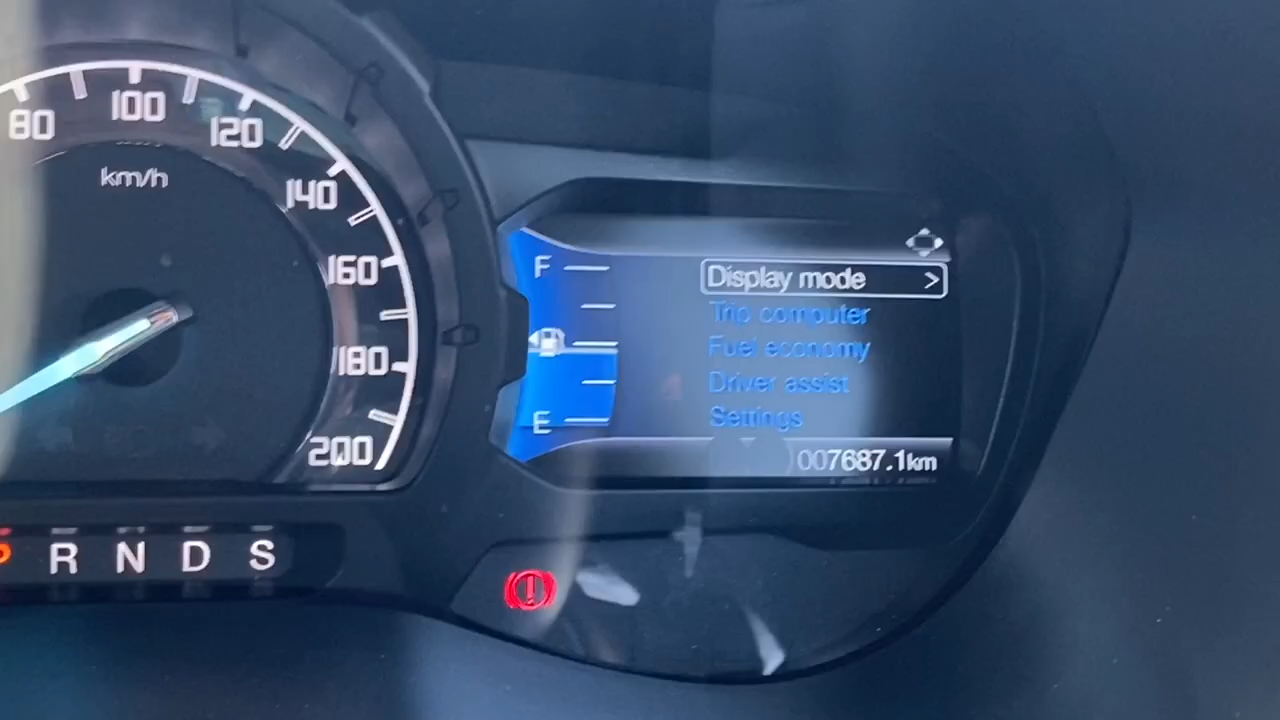 80
100
120
140
160
180
200
km/h
F
E
Display mode >
Trip computer
Fuel economy
Driver assist
Settings
007687.1km
P R N D S